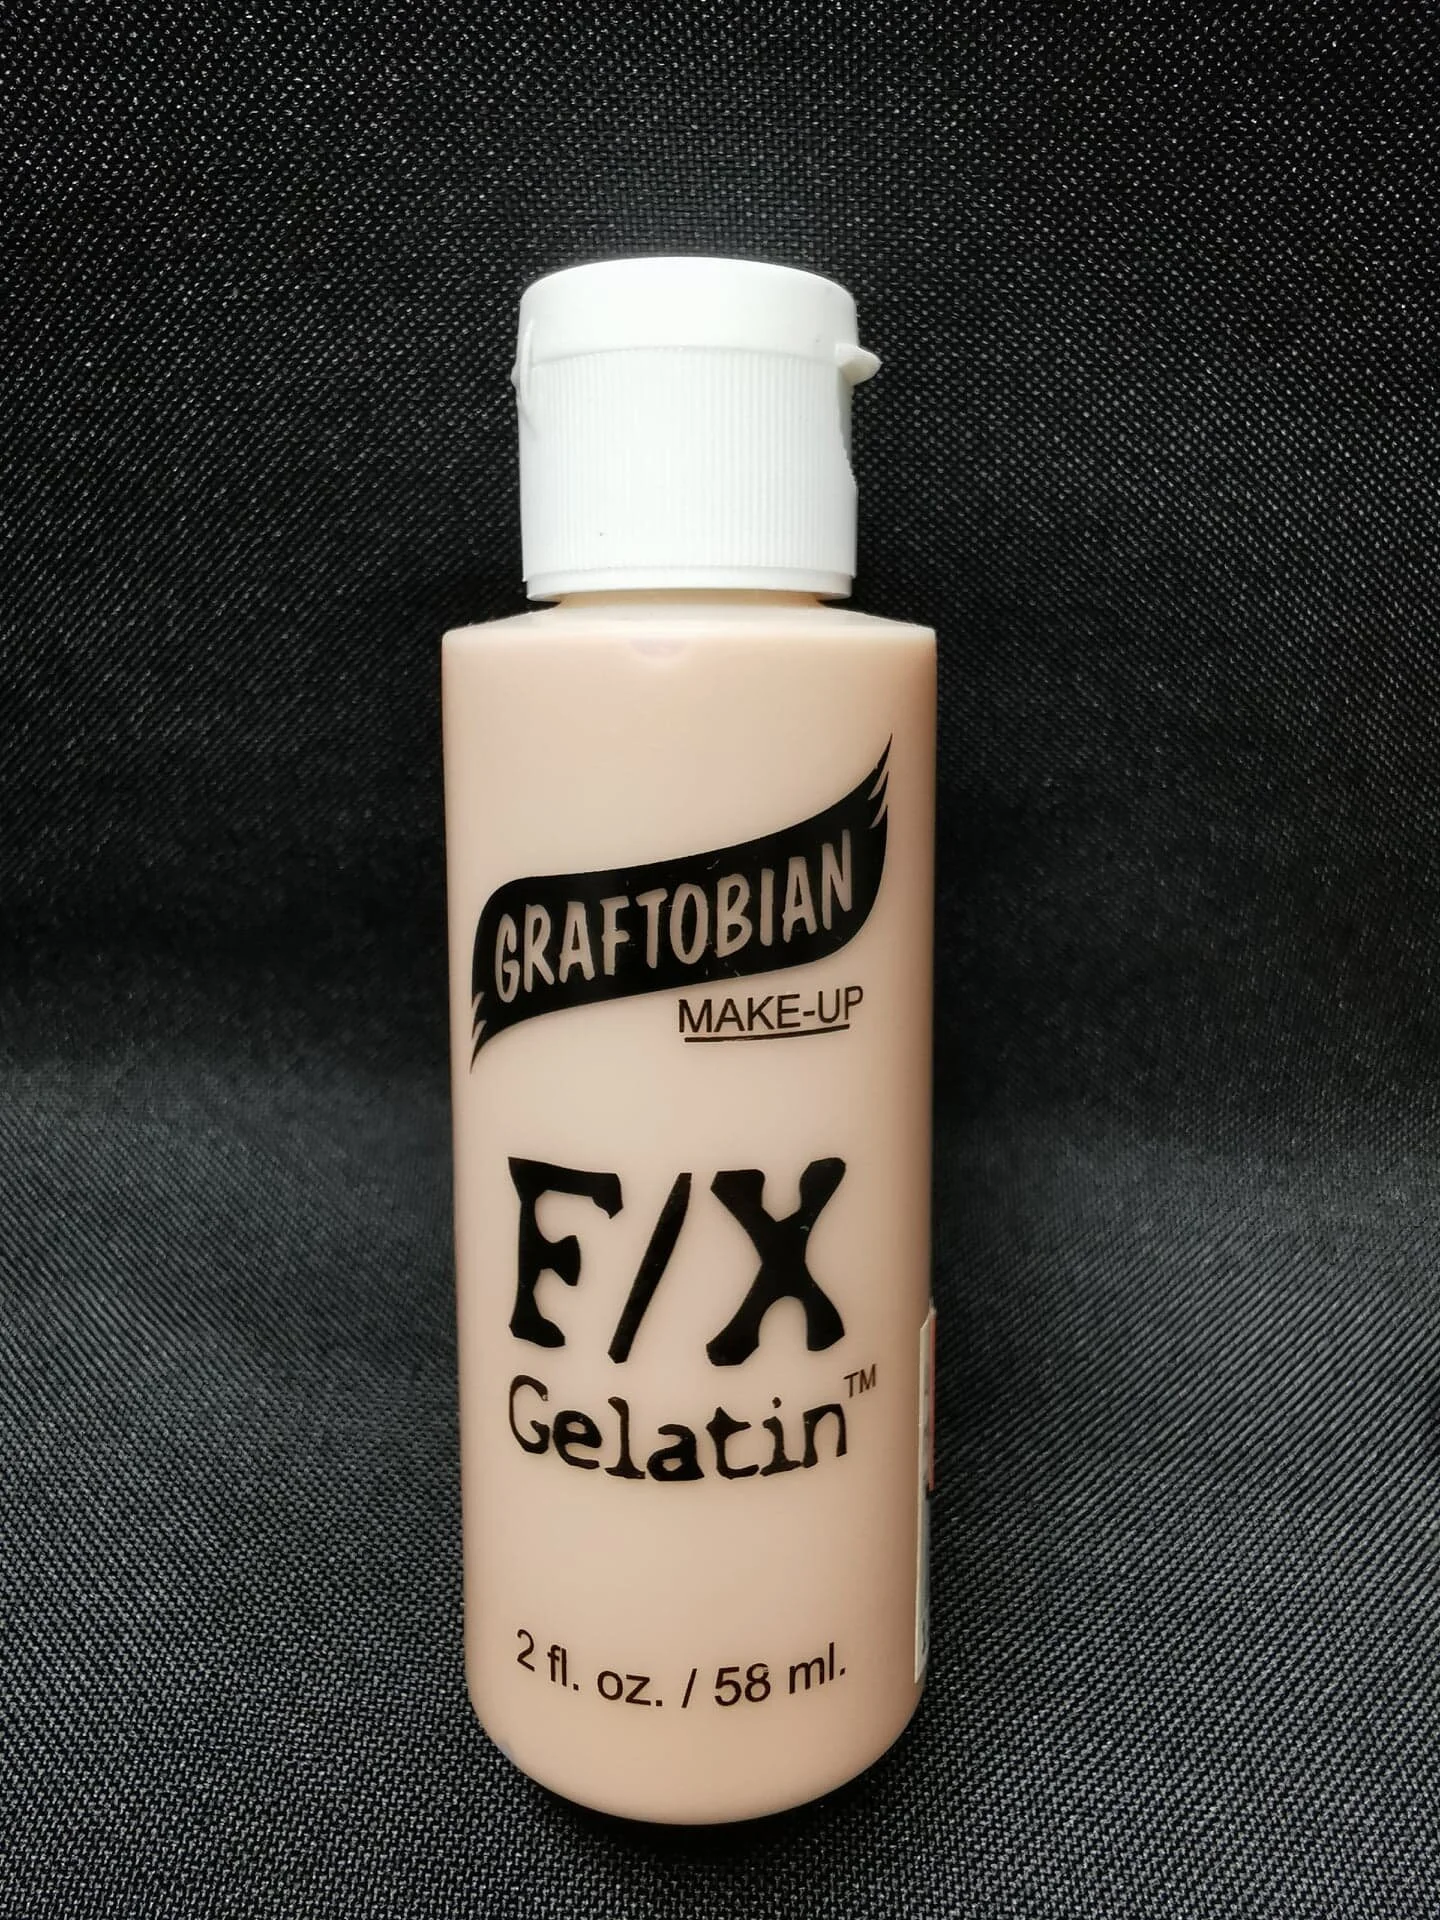 GRAFTOBIAN
MAKE-UP
F/X
Gelatin™
2 fl. oz. / 58 ml.